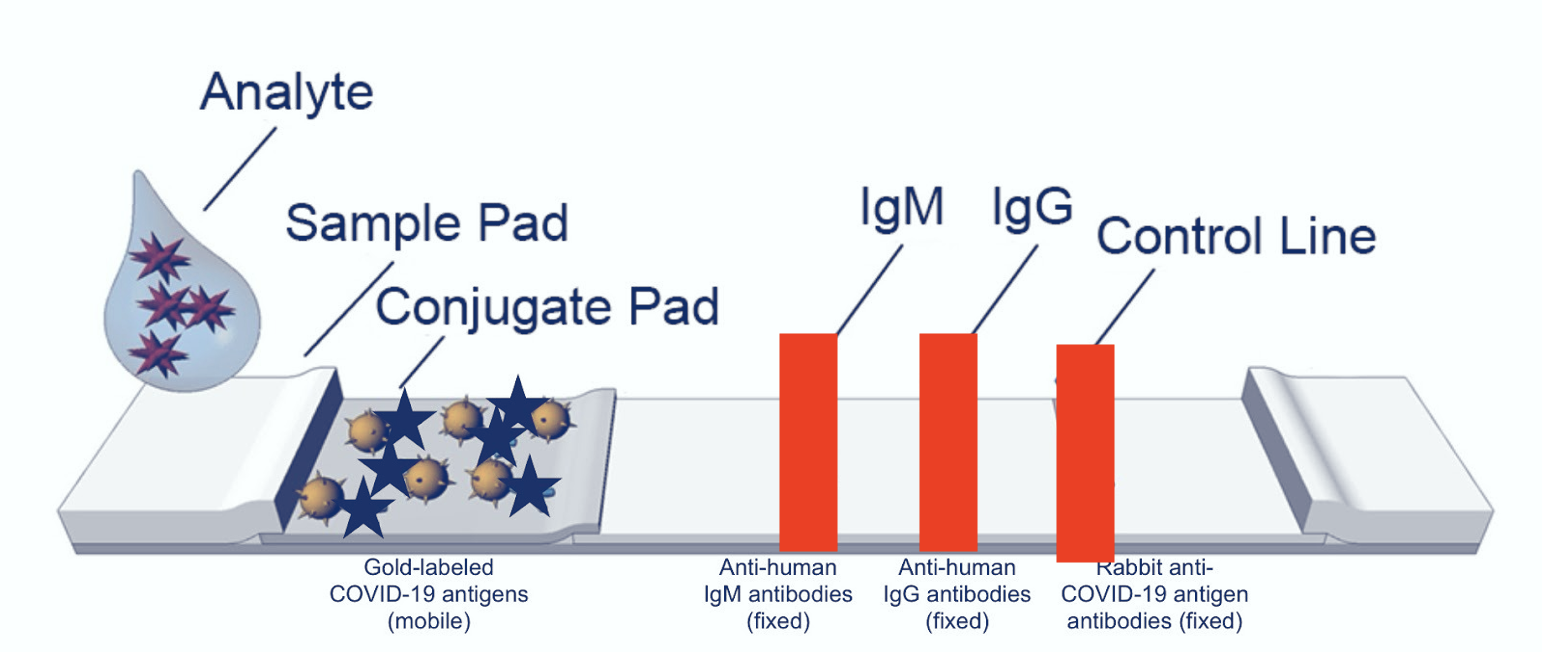 Analyte
Sample Pad
Conjugate Pad
IgM
IgG
Control Line
Gold-labeled
COVID-19 antigens
(mobile)
Anti-human
IgM antibodies
(fixed)
Anti-human
IgG antibodies
(fixed)
Rabbit anti-
COVID-19 antigen
antibodies (fixed)